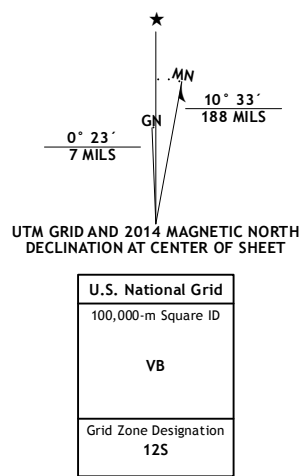 MN
GN
10° 33´
188 MILS
0° 23´
7 MILS
UTM GRID AND 2014 MAGNETIC NORTH
DECLINATION AT CENTER OF SHEET
U.S. National Grid
100,000-m Square ID
VB
Grid Zone Designation
12S